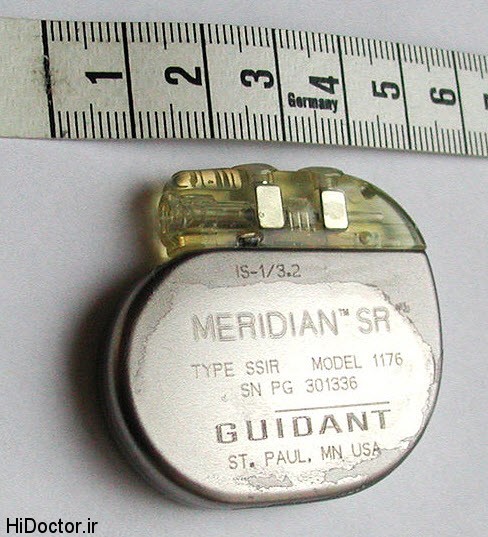 1 2 3 4 5 6
Germany
IS-1/3.2
MERIDIAN™ SR
TYPE SSIR MODEL 1176
SN PG 301336
GUIDANT
ST. PAUL, MN USA
HiDoctor.ir